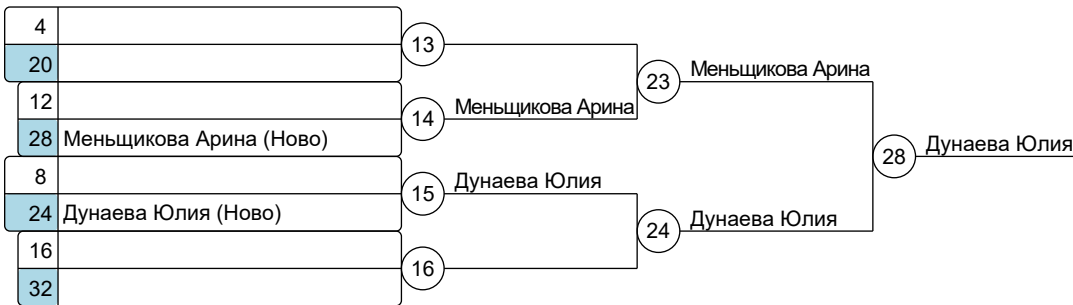 4
13
20
23
Меньщикова Арина
12
14
Меньщикова Арина
28
Меньщикова Арина (Ново)
28
Дунаева Юлия
8
15
Дунаева Юлия
24
Дунаева Юлия (Ново)
24
Дунаева Юлия
16
16
32